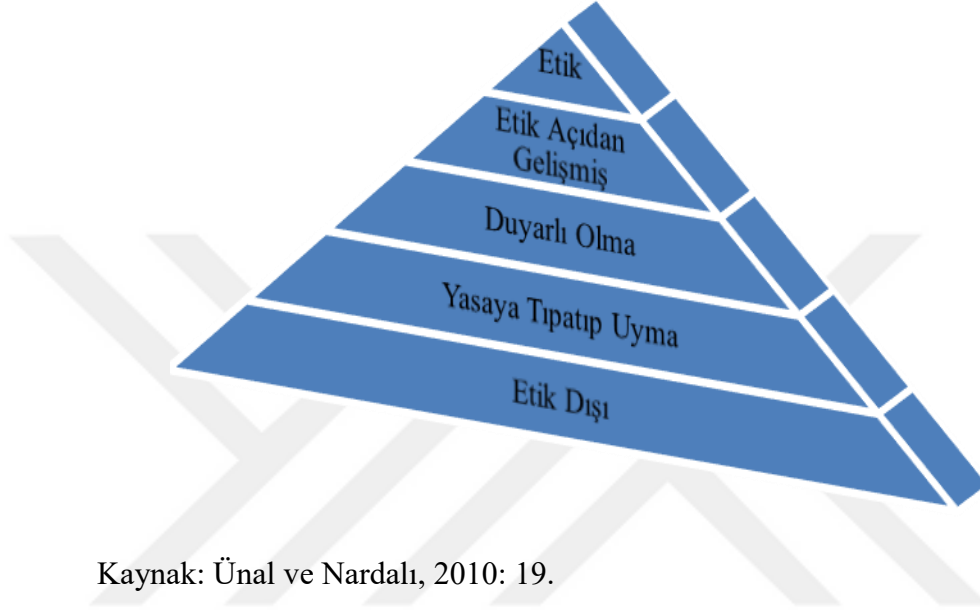 Etik
Etik Açıdan
Gelişmiş
Duyarlı Olma
Yasaya Tıpatıp Uyma
Etik Dışı
Kaynak: Ünal ve Nardalı, 2010: 19.